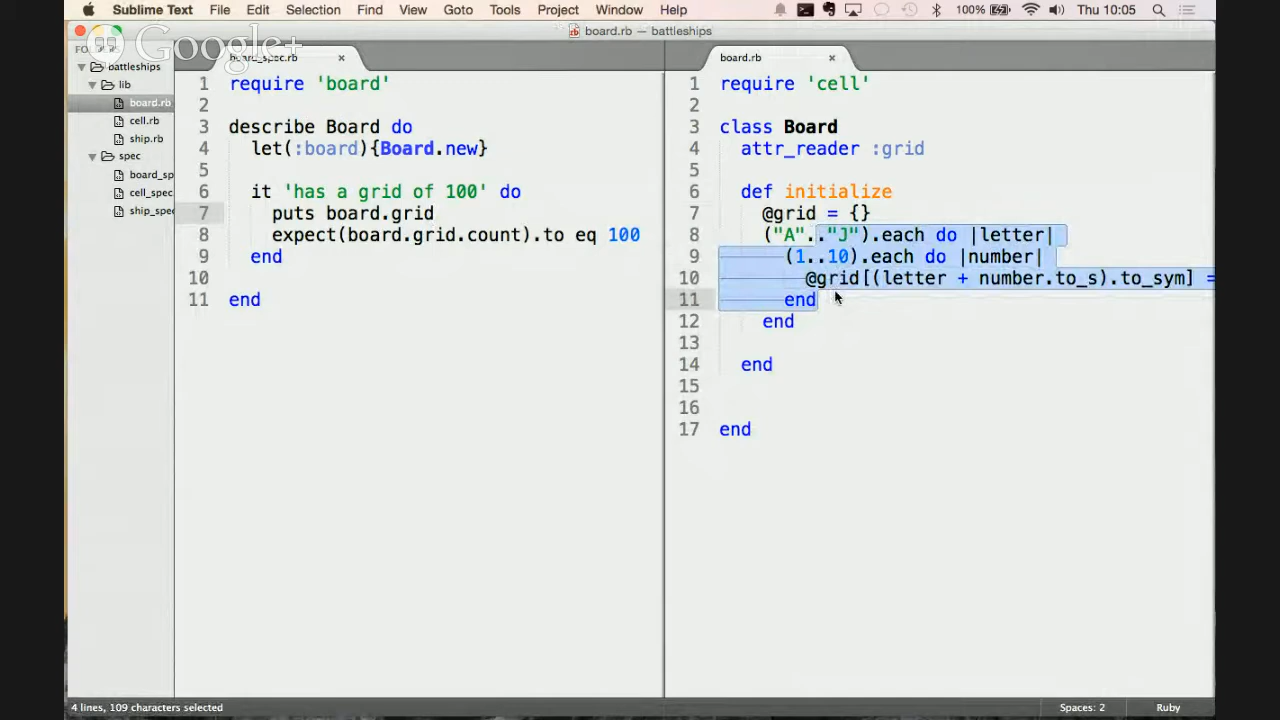 Sublime Text File Edit Selection Find View Goto Tools Project Window Help 100% Thu 10:05
board.rb — battleships
Google+
battleships
lib
board.rb
cell.rb
ship.rb
spec
board_sp
cell_spec
ship_spec
board_spec.rb ×
1 require 'board'
2
3 describe Board do
4 let(:board){Board.new}
5
6 it 'has a grid of 100' do
7 puts board.grid
8 expect(board.grid.count).to eq 100
9 end
10
11 end
board.rb ×
1 require 'cell'
2
3 class Board
4 attr_reader :grid
5
6 def initialize
7 @grid = {}
8 ("A".."J").each do |letter|
9 (1..10).each do |number|
10 @grid[(letter + number.to_s).to_sym] =
11 end
12 end
13
14 end
15
16
17 end
4 lines, 109 characters selected
Spaces: 2 Ruby